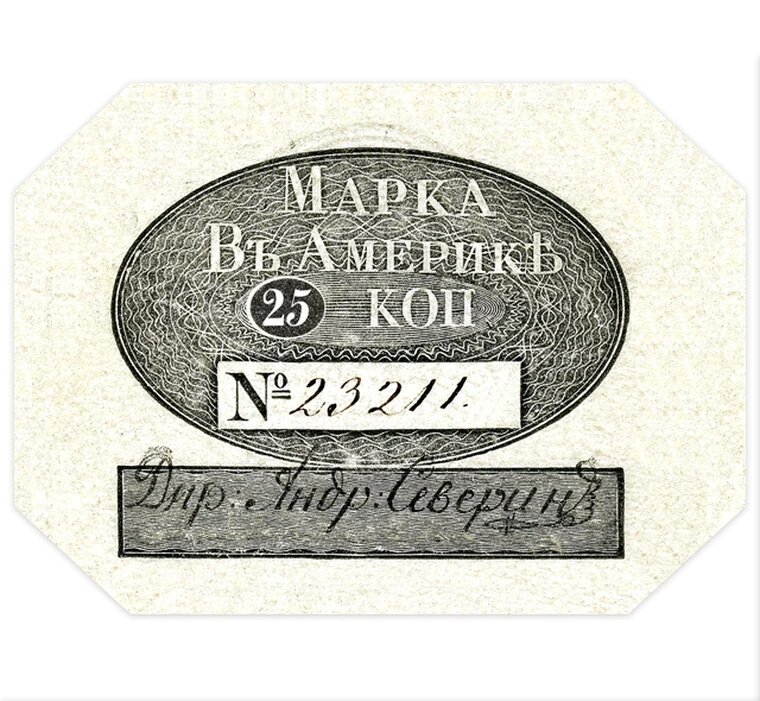 МАРКА
ВЪ АМЕРИКѢ
25 КОП
№ 23211.
Дир: Андр: Северинъ